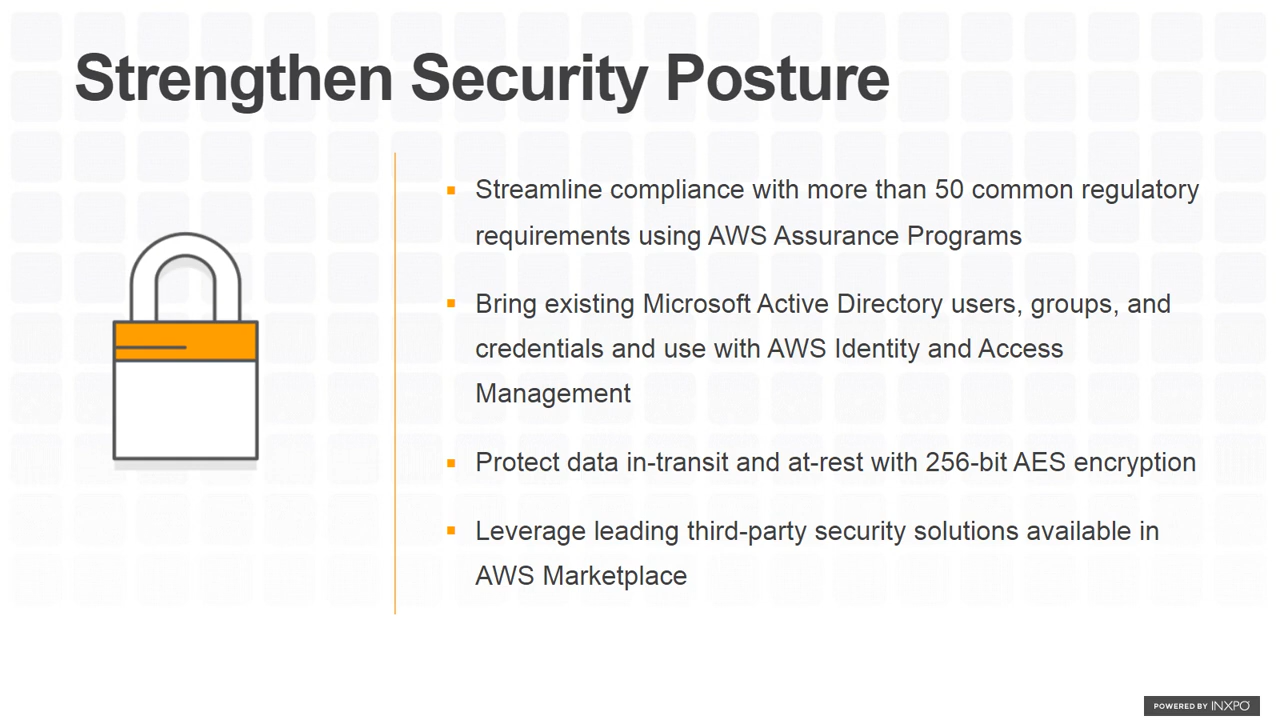 Strengthen Security Posture
▪ Streamline compliance with more than 50 common regulatory
requirements using AWS Assurance Programs
▪ Bring existing Microsoft Active Directory users, groups, and
credentials and use with AWS Identity and Access
Management
▪ Protect data in-transit and at-rest with 256-bit AES encryption
▪ Leverage leading third-party security solutions available in
AWS Marketplace
POWERED BY INXPO